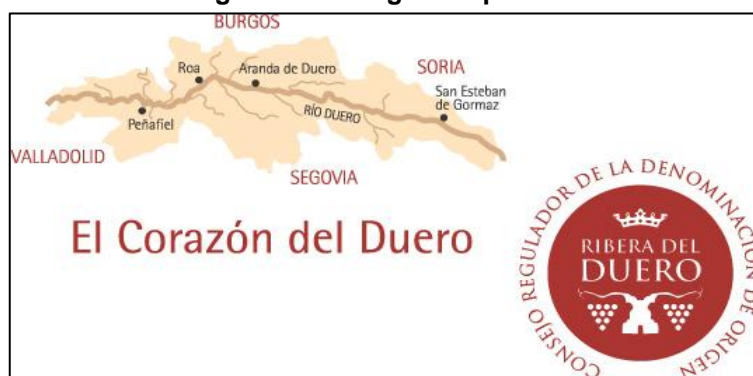 BURGOS
Roa
Aranda de Duero
SORIA
San Esteban
de Gormaz
RÍO DUERO
Peñafiel
VALLADOLID
SEGOVIA
El Corazón del Duero
CONSEJO REGULADOR DE LA DENOMINACIÓN DE ORIGEN
RIBERA DEL
DUERO